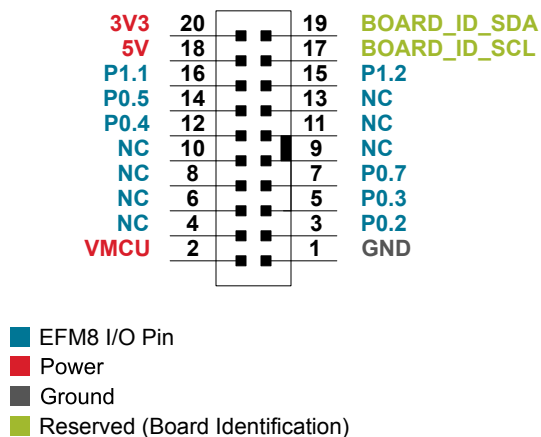 3V3 20 19 BOARD_ID_SDA
5V 18 17 BOARD_ID_SCL
P1.1 16 15 P1.2
P0.5 14 13 NC
P0.4 12 11 NC
NC 10 9 NC
NC 8 7 P0.7
NC 6 5 P0.3
NC 4 3 P0.2
VMCU 2 1 GND
EFM8 I/O Pin
Power
Ground
Reserved (Board Identification)